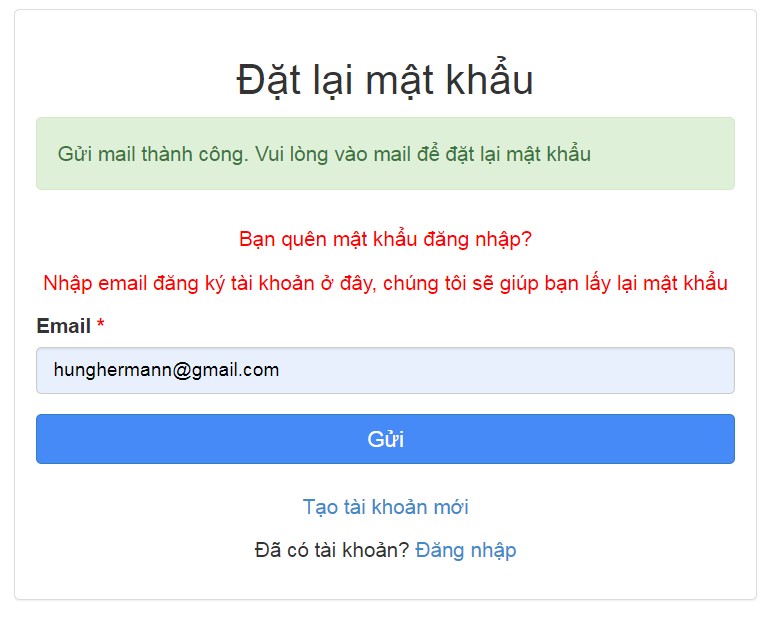 Đặt lại mật khẩu
Gửi mail thành công. Vui lòng vào mail để đặt lại mật khẩu
Bạn quên mật khẩu đăng nhập?
Nhập email đăng ký tài khoản ở đây, chúng tôi sẽ giúp bạn lấy lại mật khẩu
Email *
hunghermann@gmail.com
Gửi
Tạo tài khoản mới
Đã có tài khoản? Đăng nhập